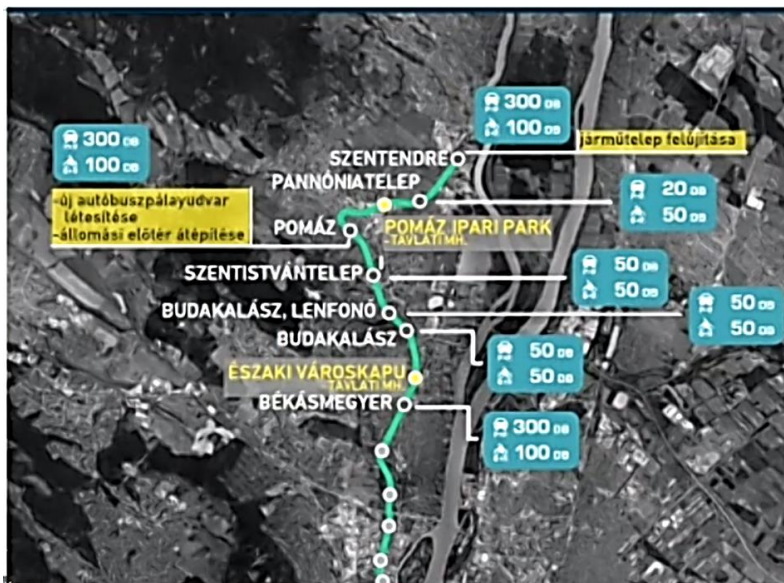 300 DB
100 DB
300 DB
100 DB
járműtelep felújítása
SZENTENDRE
PANNÓNIATELEP
20 DB
50 DB
-új autóbuszpályaudvar
létesítése
-állomási előtér átépítése
POMÁZ
POMÁZ IPARI PARK
-TÁVLATI MH.
SZENTISTVÁNTELEP
50 DB
50 DB
BUDAKALÁSZ, LENFONÓ
50 DB
50 DB
BUDAKALÁSZ
50 DB
50 DB
ÉSZAKI VÁROSKAPU
TÁVLATI MH.
BÉKÁSMEGYER
300 DB
100 DB